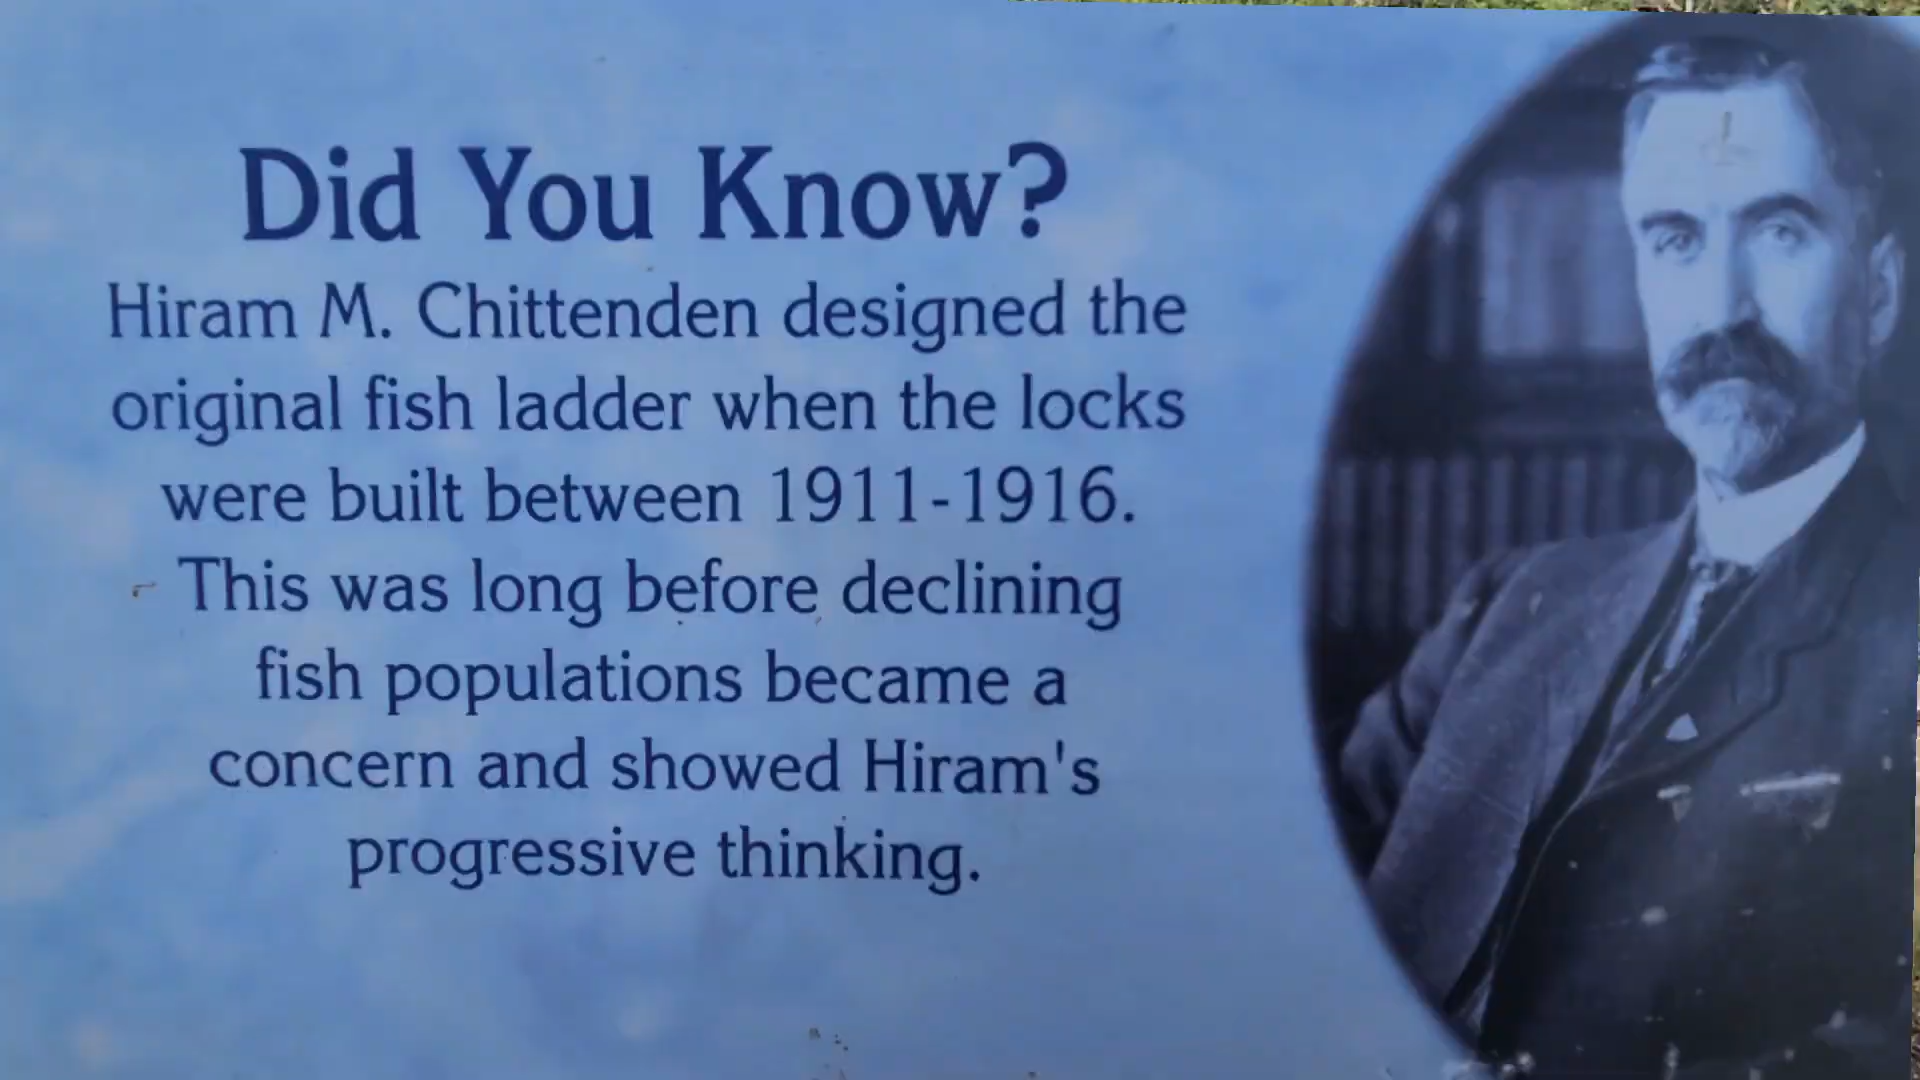 Did You Know?
Hiram M. Chittenden designed the
original fish ladder when the locks
were built between 1911-1916.
This was long before declining
fish populations became a
concern and showed Hiram's
progressive thinking.